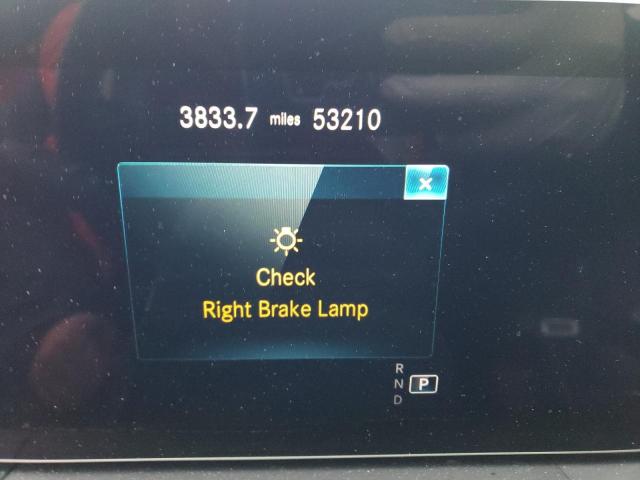 3833.7 miles 53210
×
Check
Right Brake Lamp
R
N P
D